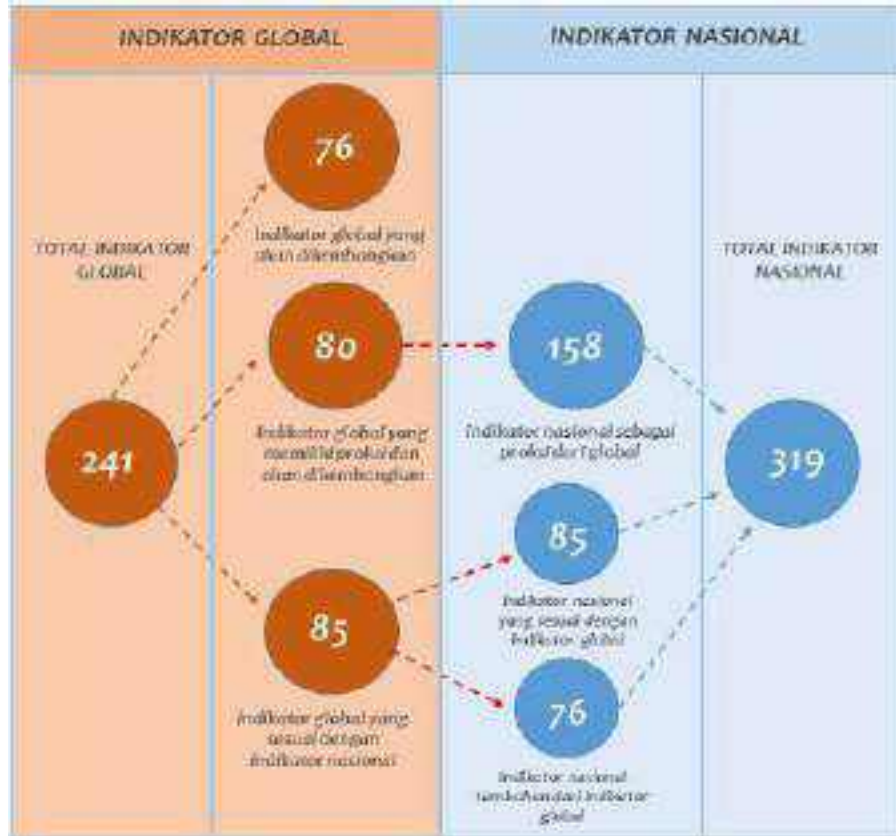 INDIKATOR GLOBAL
INDIKATOR NASIONAL
TOTAL INDIKATOR
GLOBAL
241
76
Indikator global yang
akan dikembangkan
80
Indikator global yang
memiliki proksi dan
akan dikembangkan
85
Indikator global yang
sesuai dengan
Indikator nasional
158
Indikator nasional sebagai
proksi dari global
85
Indikator nasional
yang sesuai dengan
Indikator global
76
Indikator nasional
tambahan dari indikator
global
TOTAL INDIKATOR
NASIONAL
319